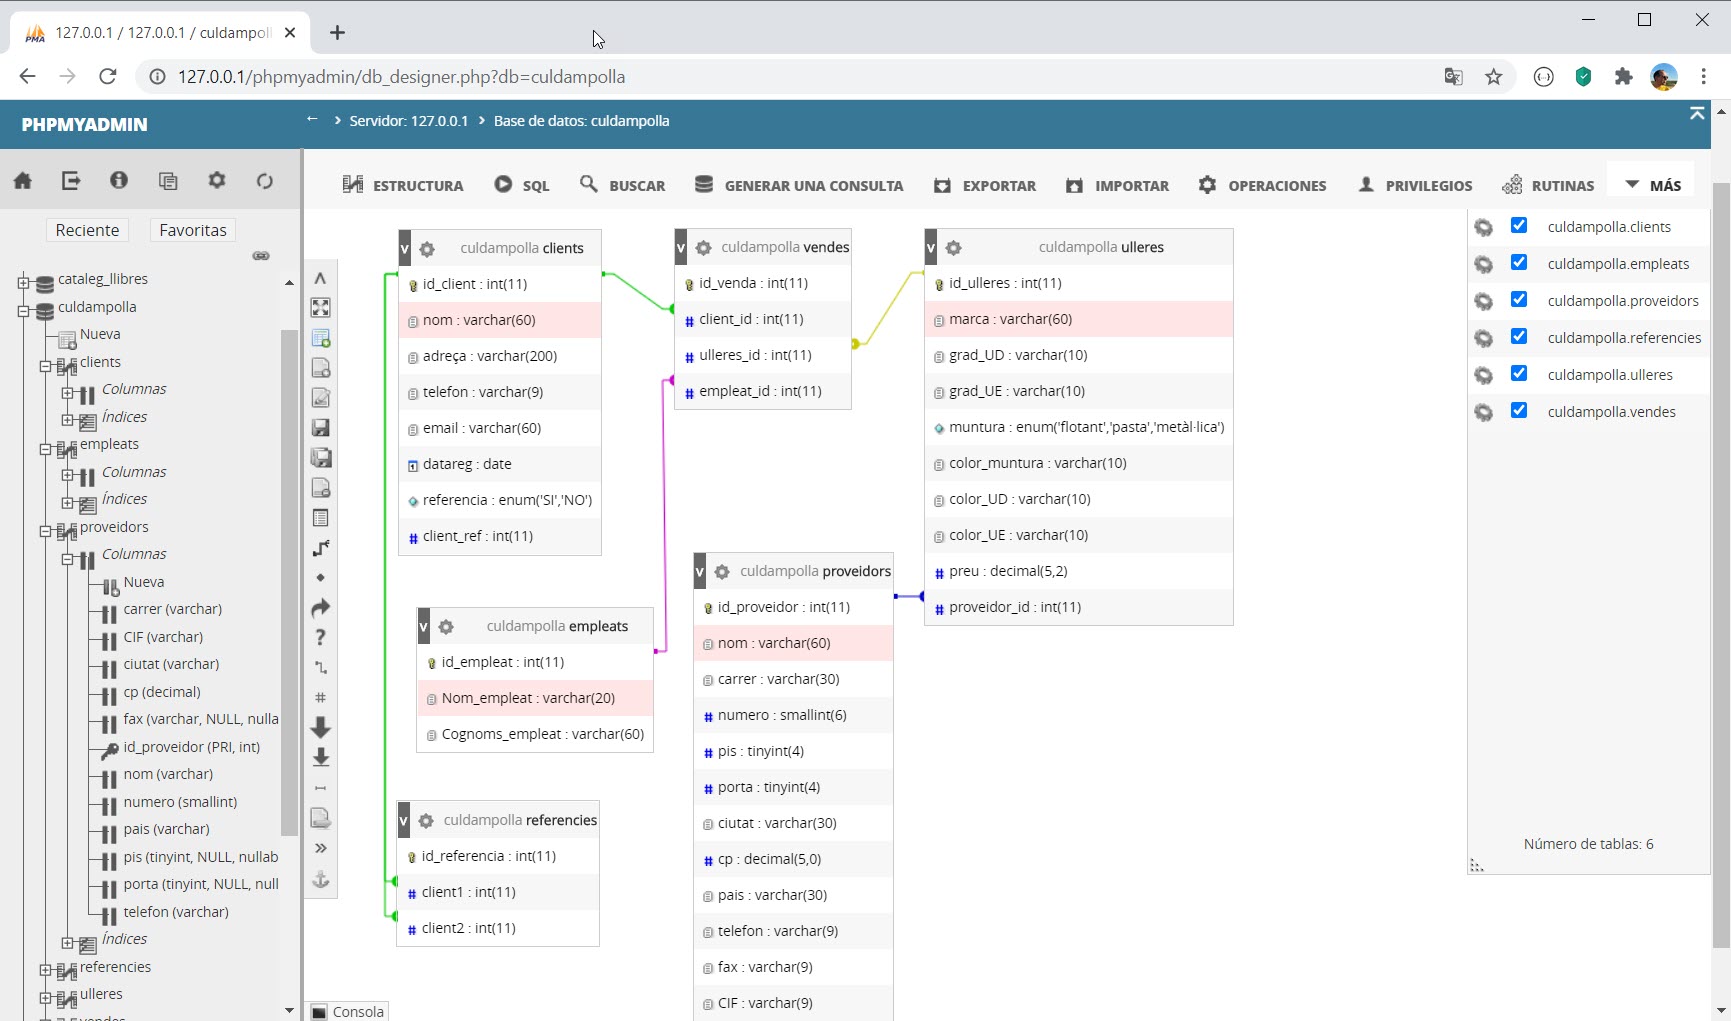 127.0.0.1 / 127.0.0.1 / culdampoll
127.0.0.1/phpmyadmin/db_designer.php?db=culdampolla
PHPMYADMIN
← › Servidor: 127.0.0.1 › Base de datos: culdampolla
ESTRUCTURA SQL BUSCAR GENERAR UNA CONSULTA EXPORTAR IMPORTAR OPERACIONES PRIVILEGIOS RUTINAS MÁS
Reciente Favoritas
cataleg_llibres
culdampolla
Nueva
clients
Columnas
Índices
empleats
Columnas
Índices
proveidors
Columnas
Nueva
carrer (varchar)
CIF (varchar)
ciutat (varchar)
cp (decimal)
fax (varchar, NULL, nulla
id_proveidor (PRI, int)
nom (varchar)
numero (smallint)
pais (varchar)
pis (tinyint, NULL, nullab
porta (tinyint, NULL, null
telefon (varchar)
Índices
referencies
ulleres
vendes
culdampolla clients
id_client : int(11)
nom : varchar(60)
adreça : varchar(200)
telefon : varchar(9)
email : varchar(60)
datareg : date
referencia : enum('SI','NO')
client_ref : int(11)
culdampolla empleats
id_empleat : int(11)
Nom_empleat : varchar(20)
Cognoms_empleat : varchar(60)
culdampolla referencies
id_referencia : int(11)
client1 : int(11)
client2 : int(11)
culdampolla vendes
id_venda : int(11)
client_id : int(11)
ulleres_id : int(11)
empleat_id : int(11)
culdampolla proveidors
id_proveidor : int(11)
nom : varchar(60)
carrer : varchar(30)
numero : smallint(6)
pis : tinyint(4)
porta : tinyint(4)
ciutat : varchar(30)
cp : decimal(5,0)
pais : varchar(30)
telefon : varchar(9)
fax : varchar(9)
CIF : varchar(9)
culdampolla ulleres
id_ulleres : int(11)
marca : varchar(60)
grad_UD : varchar(10)
grad_UE : varchar(10)
muntura : enum('flotant','pasta','metàl·lica')
color_muntura : varchar(10)
color_UD : varchar(10)
color_UE : varchar(10)
preu : decimal(5,2)
proveidor_id : int(11)
culdampolla.clients
culdampolla.empleats
culdampolla.proveidors
culdampolla.referencies
culdampolla.ulleres
culdampolla.vendes
Número de tablas: 6
Consola